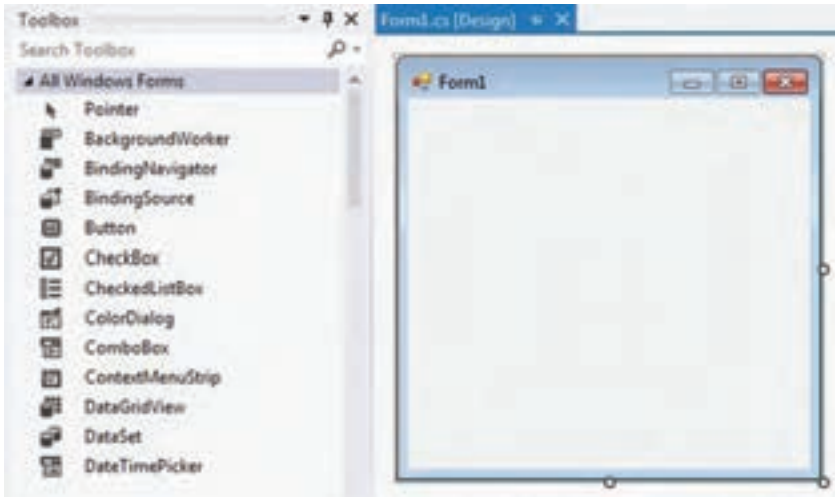 Toolbox
Search Toolbox
All Windows Forms
Pointer
BackgroundWorker
BindingNavigator
BindingSource
Button
CheckBox
CheckedListBox
ColorDialog
ComboBox
ContextMenuStrip
DataGridView
DataSet
DateTimePicker
Form1.cs [Design]
Form1